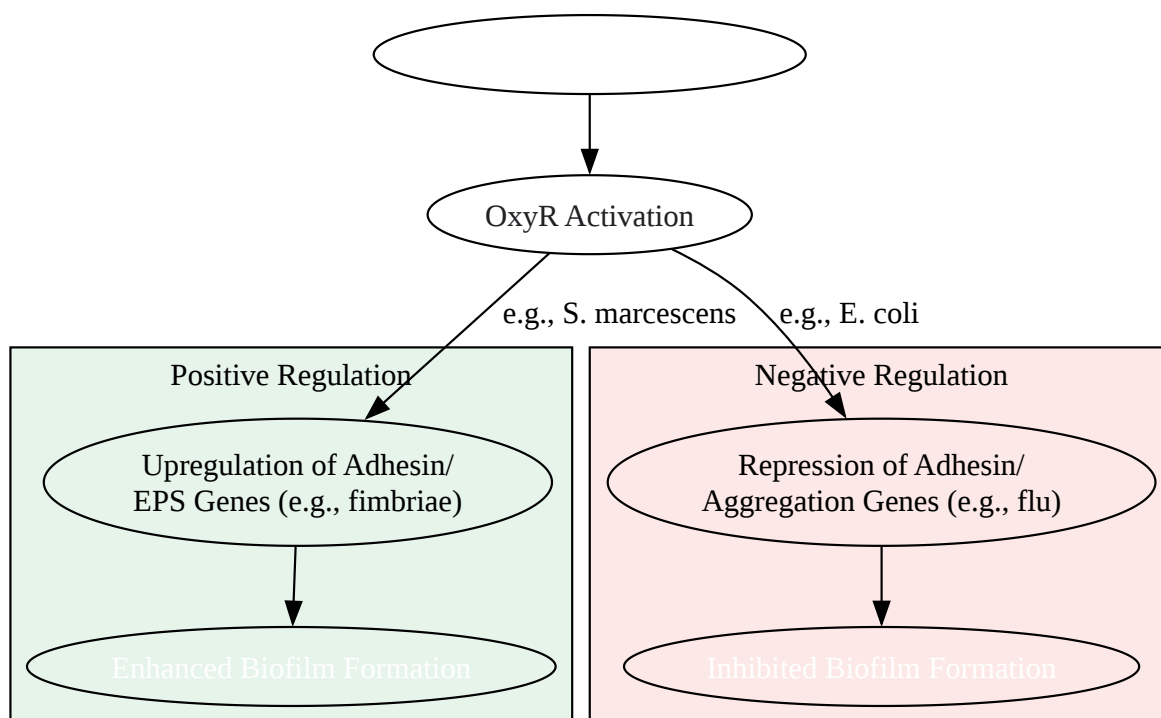 OxyR Activation
e.g., S. marcescens
e.g., E. coli
Positive Regulation
Upregulation of Adhesin/
EPS Genes (e.g., fimbriae)
Enhanced Biofilm Formation
Negative Regulation
Repression of Adhesin/
Aggregation Genes (e.g., flu)
Inhibited Biofilm Formation